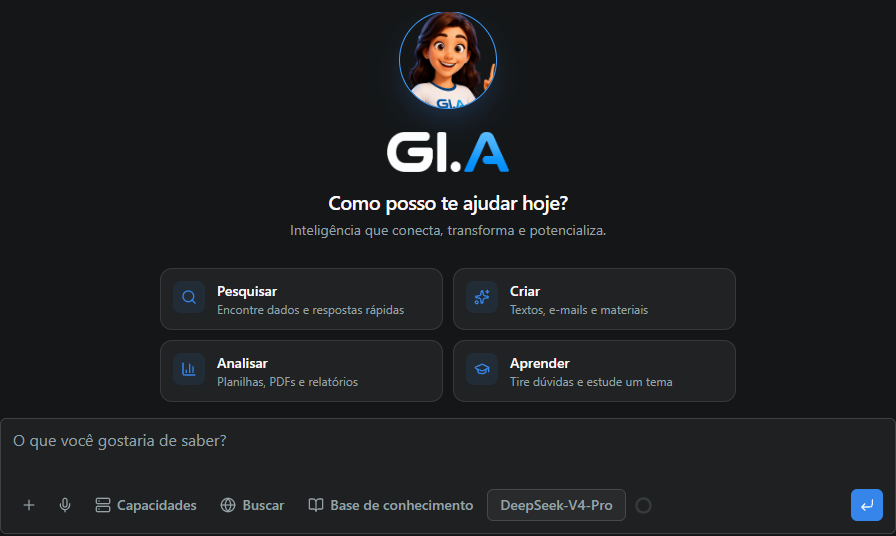 GI.A
GI.A
Como posso te ajudar hoje?
Inteligência que conecta, transforma e potencializa.
Pesquisar
Encontre dados e respostas rápidas
Criar
Textos, e-mails e materiais
Analisar
Planilhas, PDFs e relatórios
Aprender
Tire dúvidas e estude um tema
O que você gostaria de saber?
Capacidades
Buscar
Base de conhecimento
DeepSeek-V4-Pro